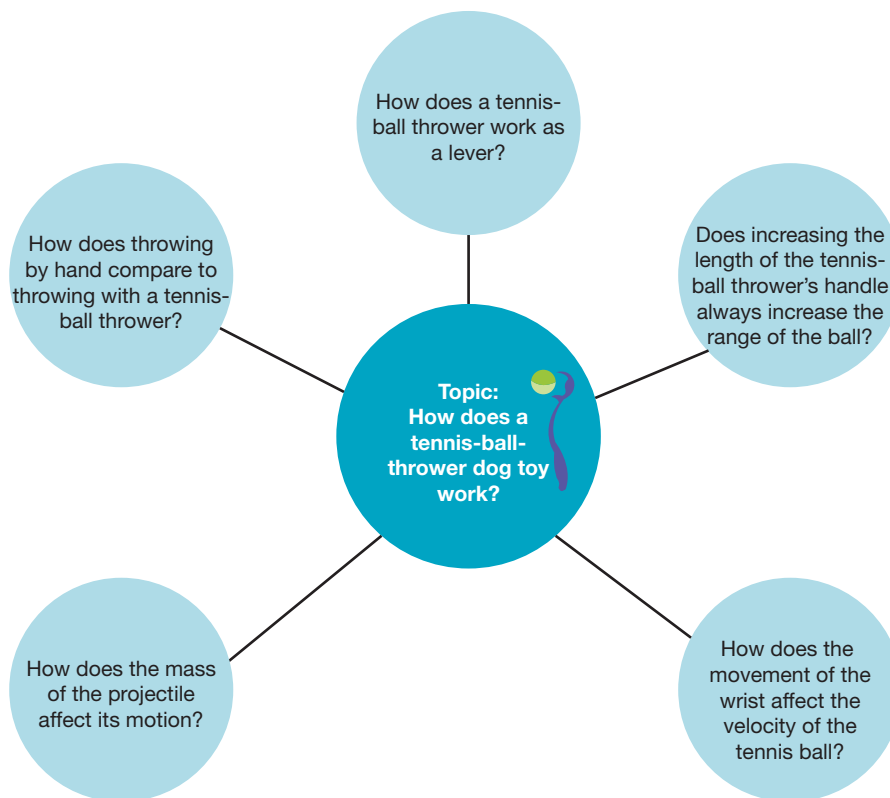 How does a tennis-
ball thrower work as
a lever?
How does throwing
by hand compare to
throwing with a tennis-
ball thrower?
Does increasing the
length of the tennis-
ball thrower's handle
always increase the
range of the ball?
Topic:
How does a
tennis-ball-
thrower dog toy
work?
How does the mass
of the projectile
affect its motion?
How does the
movement of the
wrist affect the
velocity of the
tennis ball?